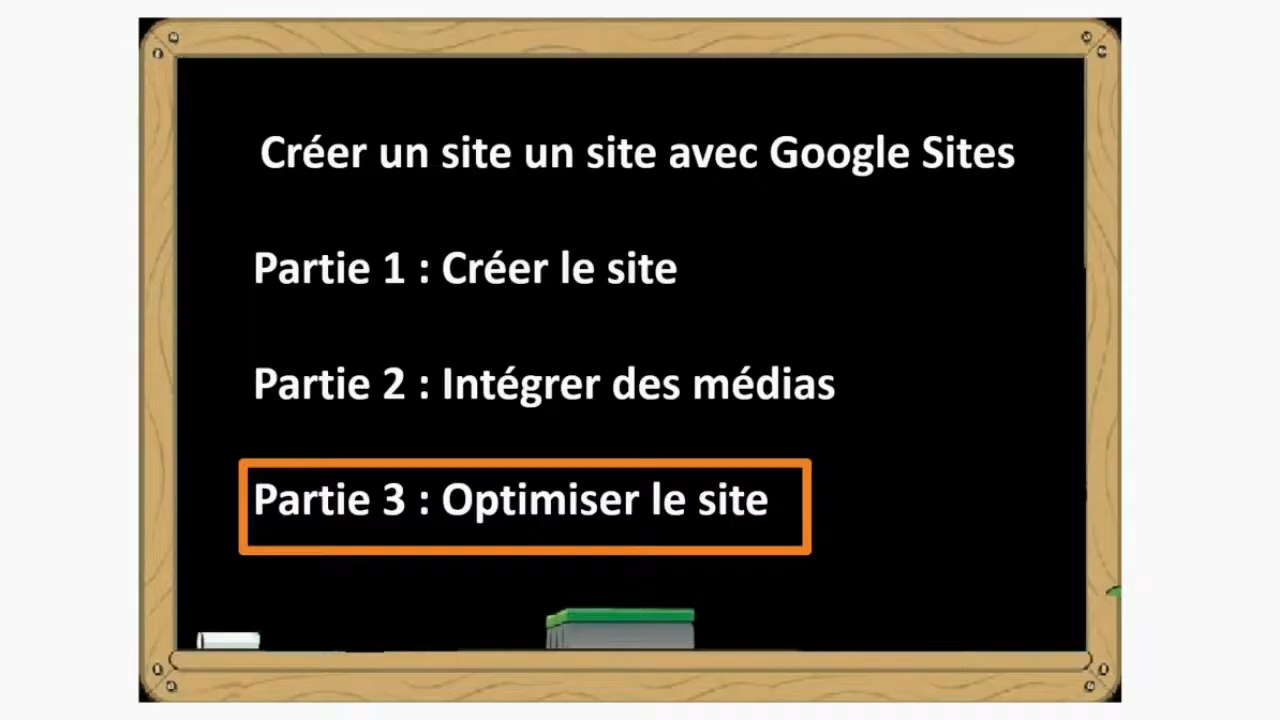 Créer un site un site avec Google Sites
Partie 1 : Créer le site
Partie 2 : Intégrer des médias
Partie 3 : Optimiser le site